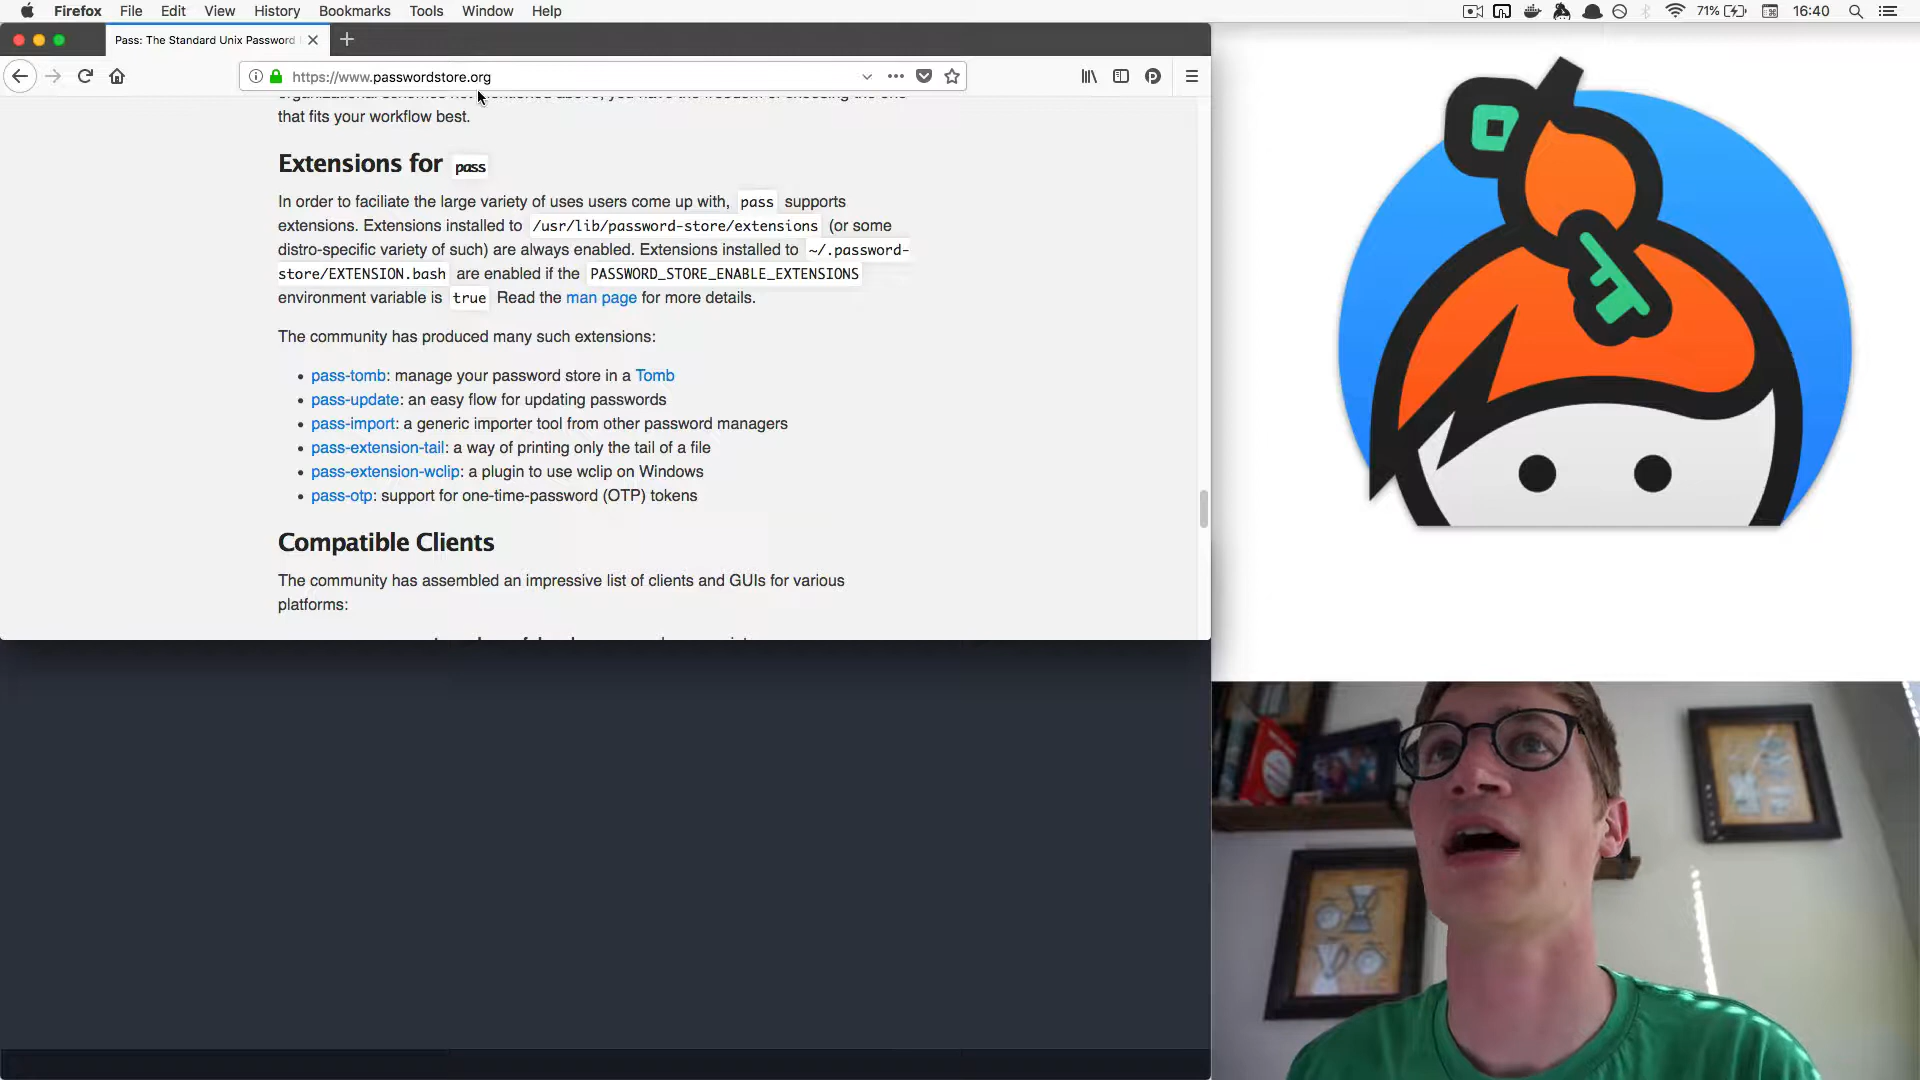 Firefox File Edit View History Bookmarks Tools Window Help
71% 16:40
Pass: The Standard Unix Password
https://www.passwordstore.org
that fits your workflow best.
Extensions for pass
In order to faciliate the large variety of uses users come up with, pass supports
extensions. Extensions installed to /usr/lib/password-store/extensions (or some
distro-specific variety of such) are always enabled. Extensions installed to ~/.password-
store/EXTENSION.bash are enabled if the PASSWORD_STORE_ENABLE_EXTENSIONS
environment variable is true Read the man page for more details.
The community has produced many such extensions:
• pass-tomb: manage your password store in a Tomb
• pass-update: an easy flow for updating passwords
• pass-import: a generic importer tool from other password managers
• pass-extension-tail: a way of printing only the tail of a file
• pass-extension-wclip: a plugin to use wclip on Windows
• pass-otp: support for one-time-password (OTP) tokens
Compatible Clients
The community has assembled an impressive list of clients and GUIs for various
platforms: